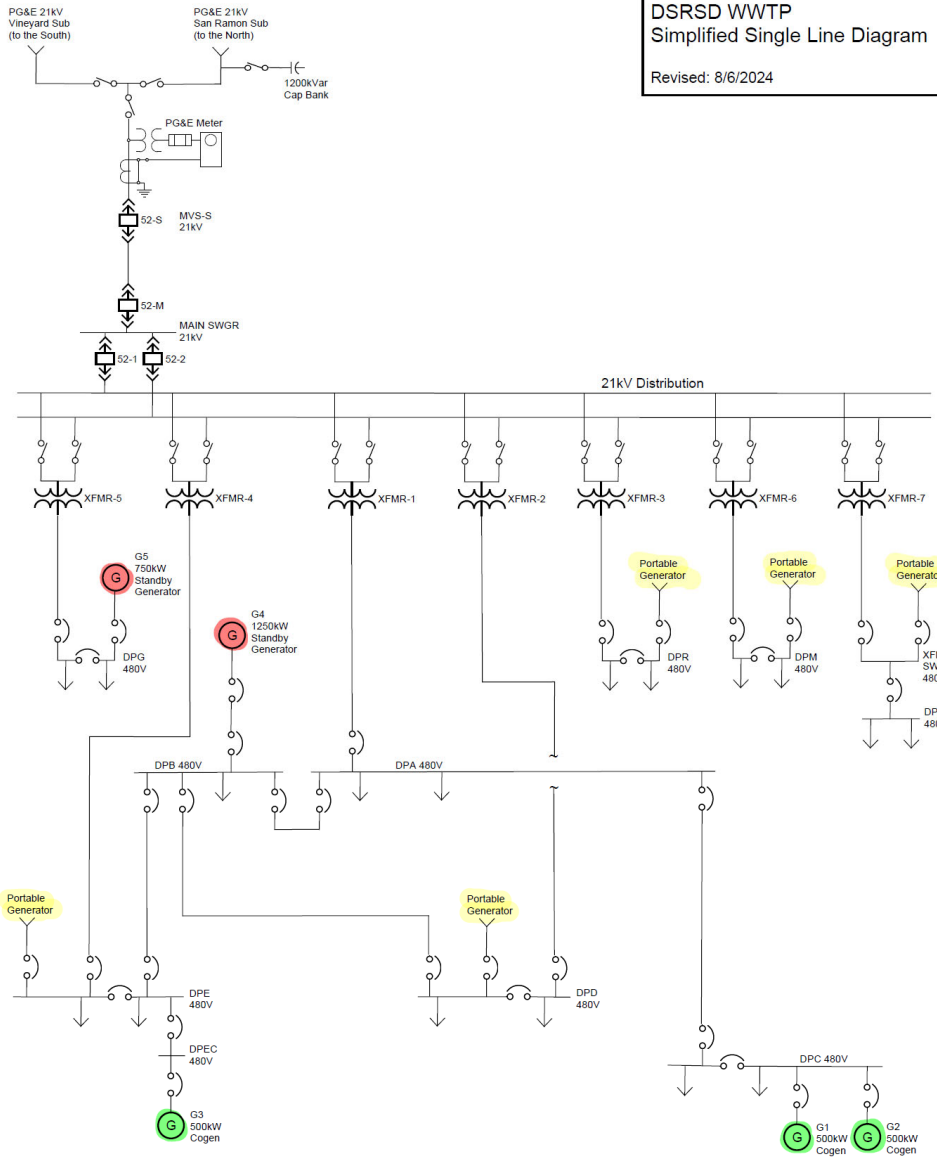 PG&E 21kV
Vineyard Sub
(to the South)
PG&E 21kV
San Ramon Sub
(to the North)
DSRSD WWTP
Simplified Single Line Diagram
Revised: 8/6/2024
1200kVar
Cap Bank
PG&E Meter
52-S
MVS-S
21kV
52-M
MAIN SWGR
21kV
52-1
52-2
21kV Distribution
XFMR-5
XFMR-4
XFMR-1
XFMR-2
XFMR-3
XFMR-6
XFMR-7
G
G5
750kW
Standby
Generator
G
G4
1250kW
Standby
Generator
Portable
Generator
Portable
Generator
Portable
DPG
480V
DPR
480V
DPM
480V
DPB 480V
DPA 480V
~
~
Portable
Generator
Portable
Generator
DPE
480V
DPD
480V
DPEC
480V
DPC 480V
G
G3
500kW
Cogen
G
G1
500kW
Cogen
G
G2
500kW
Cogen